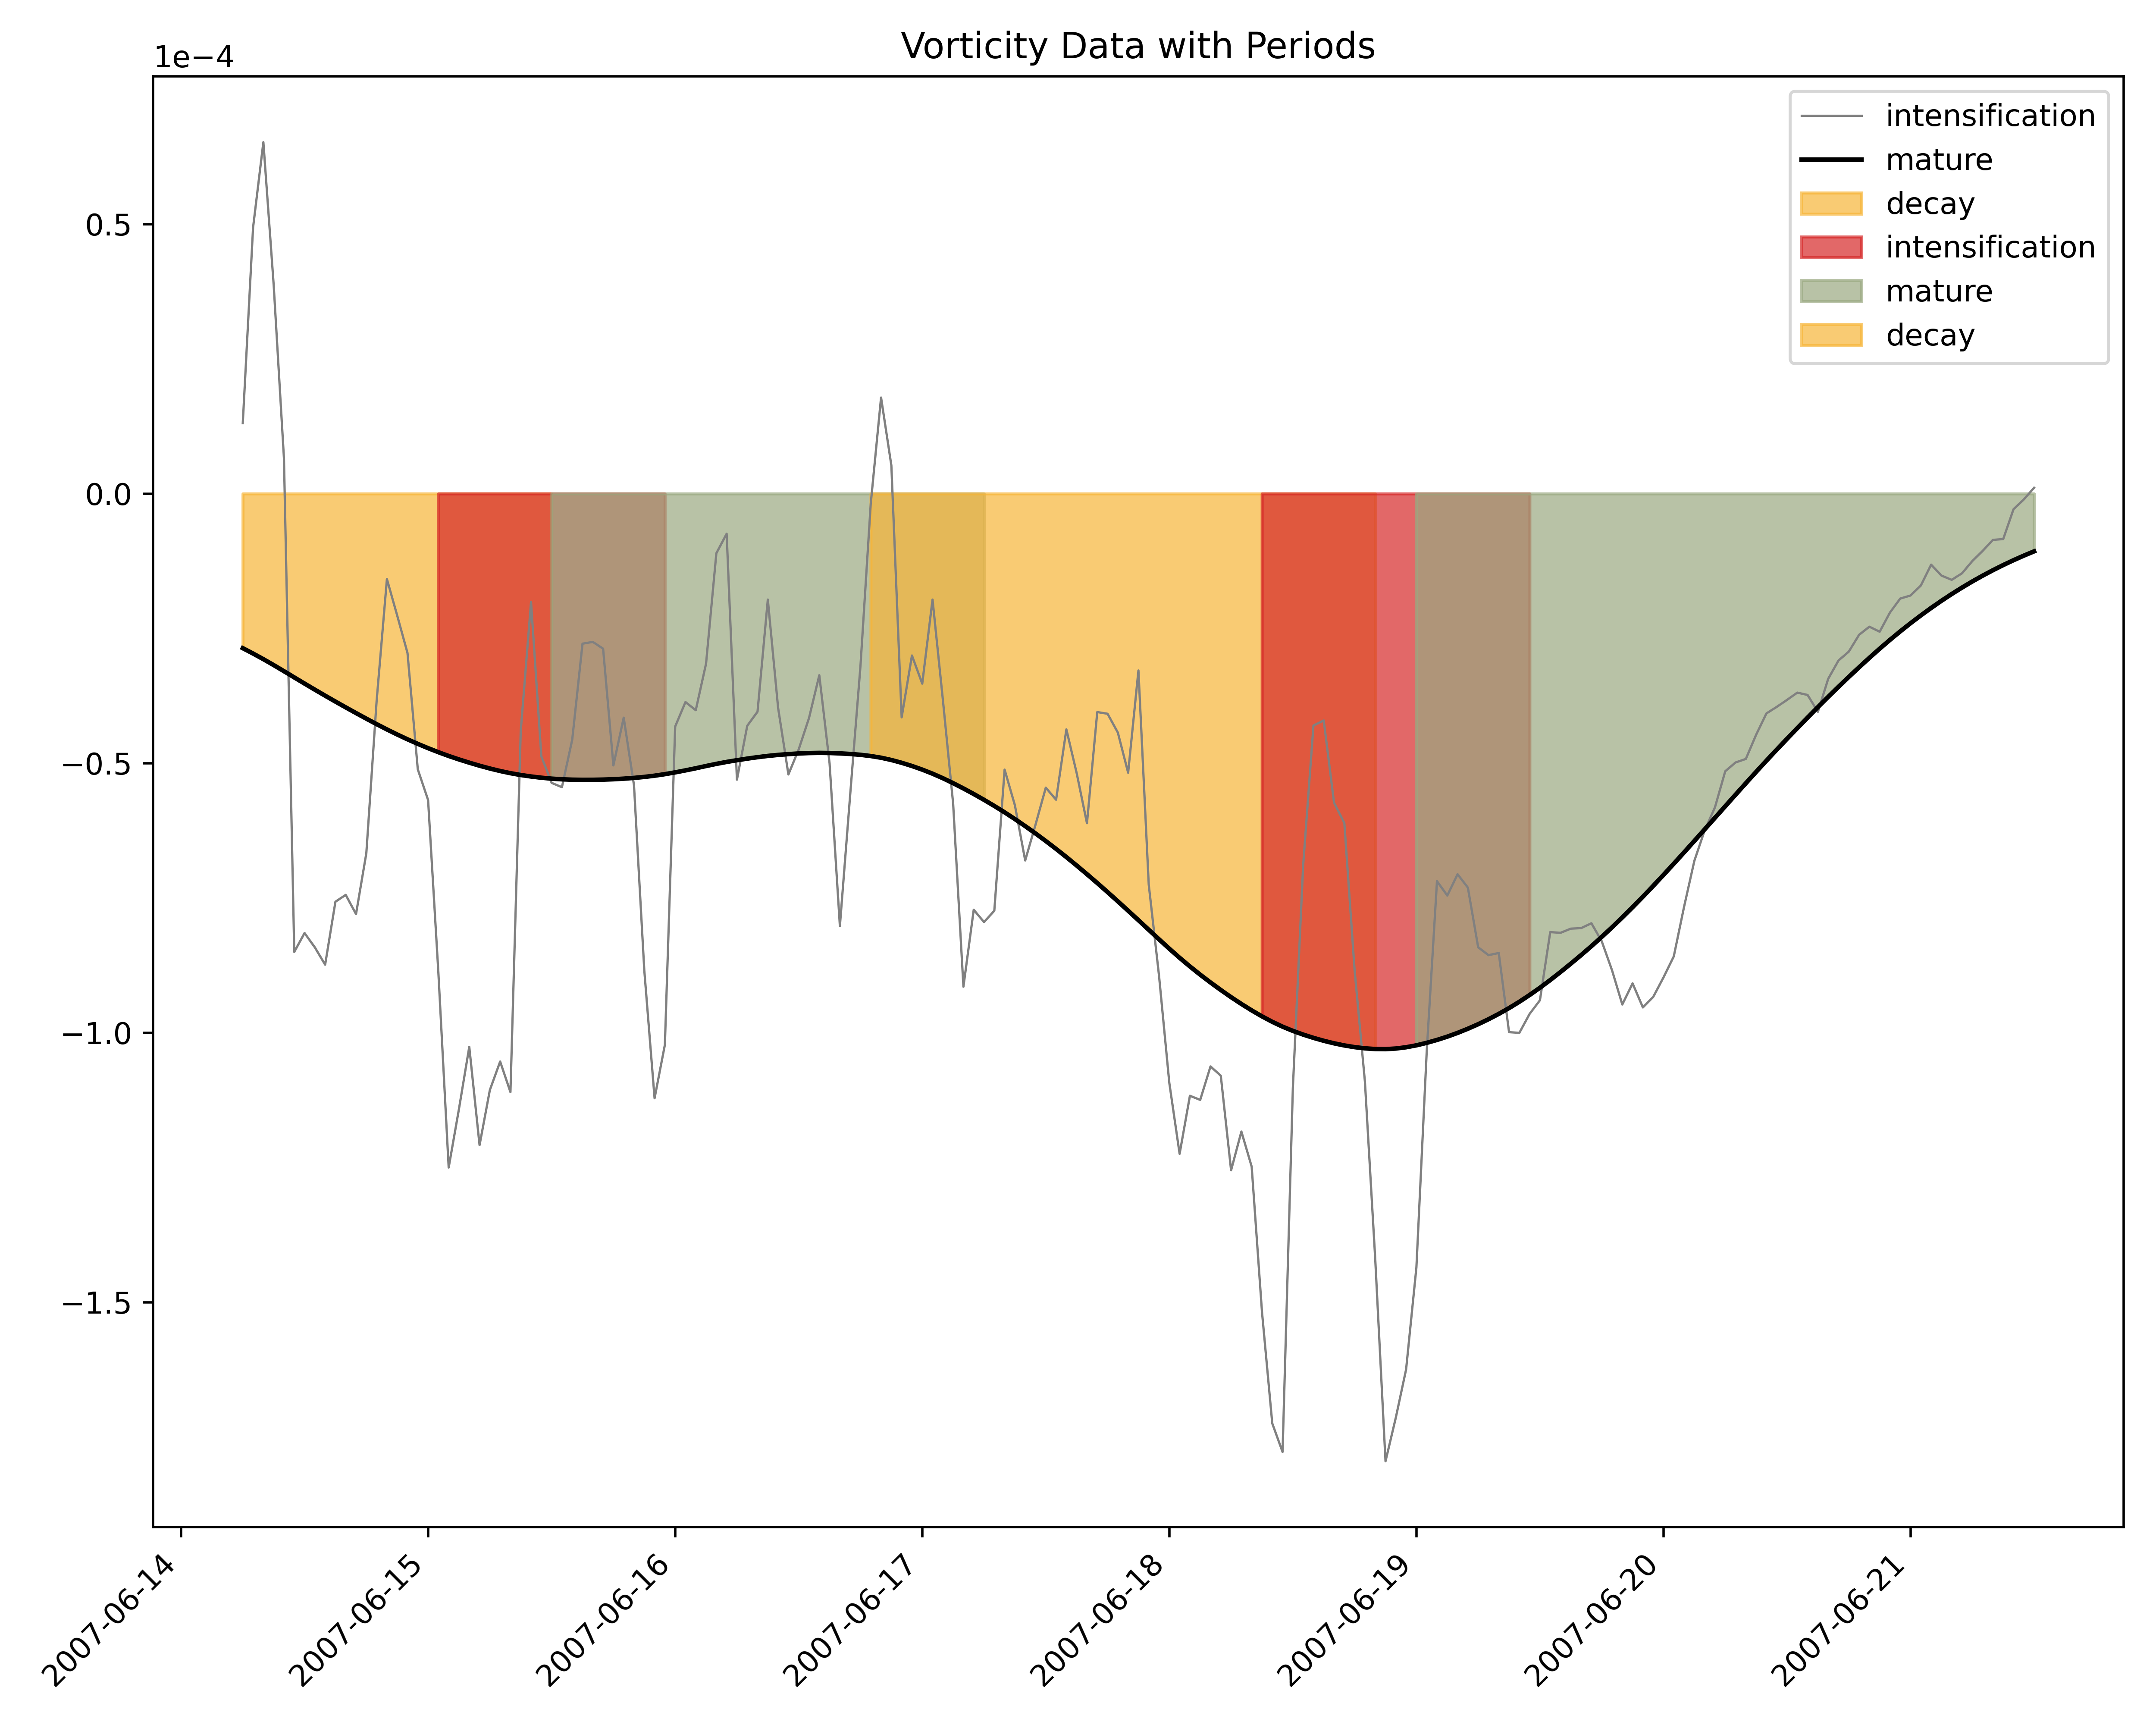 Vorticity Data with Periods
1e−4
intensification
mature
decay
intensification
mature
decay
0.5
0.0
−0.5
−1.0
−1.5
2007-06-14
2007-06-15
2007-06-16
2007-06-17
2007-06-18
2007-06-19
2007-06-20
2007-06-21